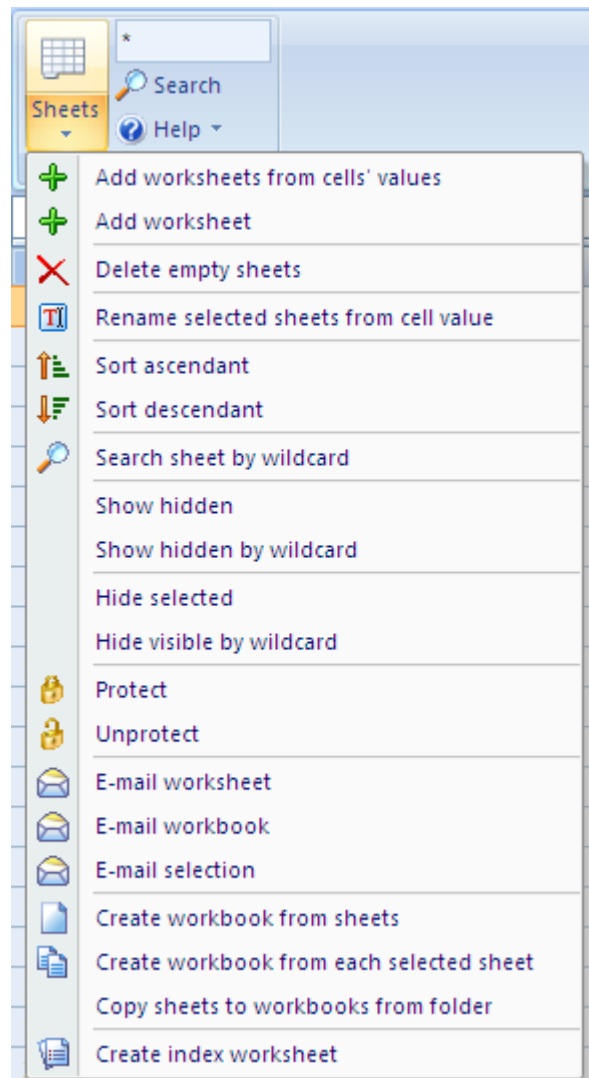 *
Search
Sheets
Help
Add worksheets from cells' values
Add worksheet
Delete empty sheets
Rename selected sheets from cell value
Sort ascendant
Sort descendant
Search sheet by wildcard
Show hidden
Show hidden by wildcard
Hide selected
Hide visible by wildcard
Protect
Unprotect
E-mail worksheet
E-mail workbook
E-mail selection
Create workbook from sheets
Create workbook from each selected sheet
Copy sheets to workbooks from folder
Create index worksheet